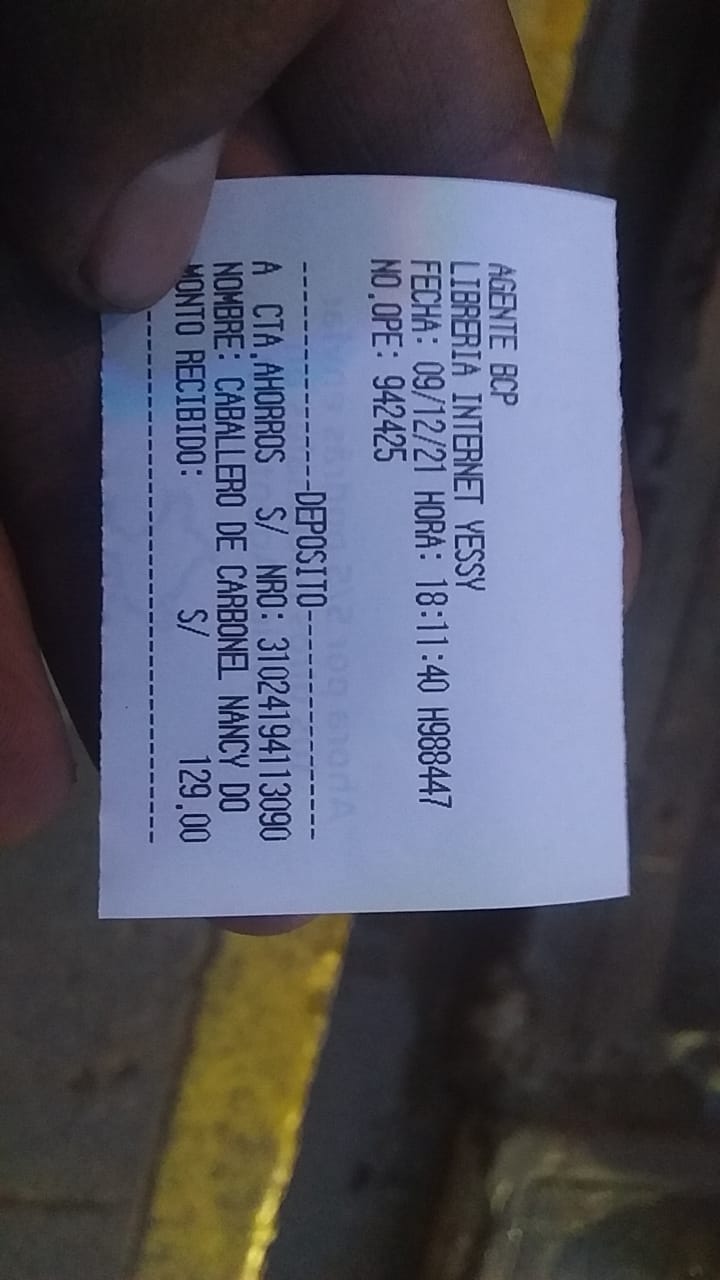 AGENTE BCP
LIBRERIA INTERNET YESSY
FECHA: 09/12/21 HORA: 18:11:40 H988447
NO.OPE: 942425
------------DEPOSITO------------
A CTA.AHORROS S/ NRO: 31024194113090
NOMBRE: CABALLERO DE CARBONEL NANCY DO
MONTO RECIBIDO: S/ 129.00